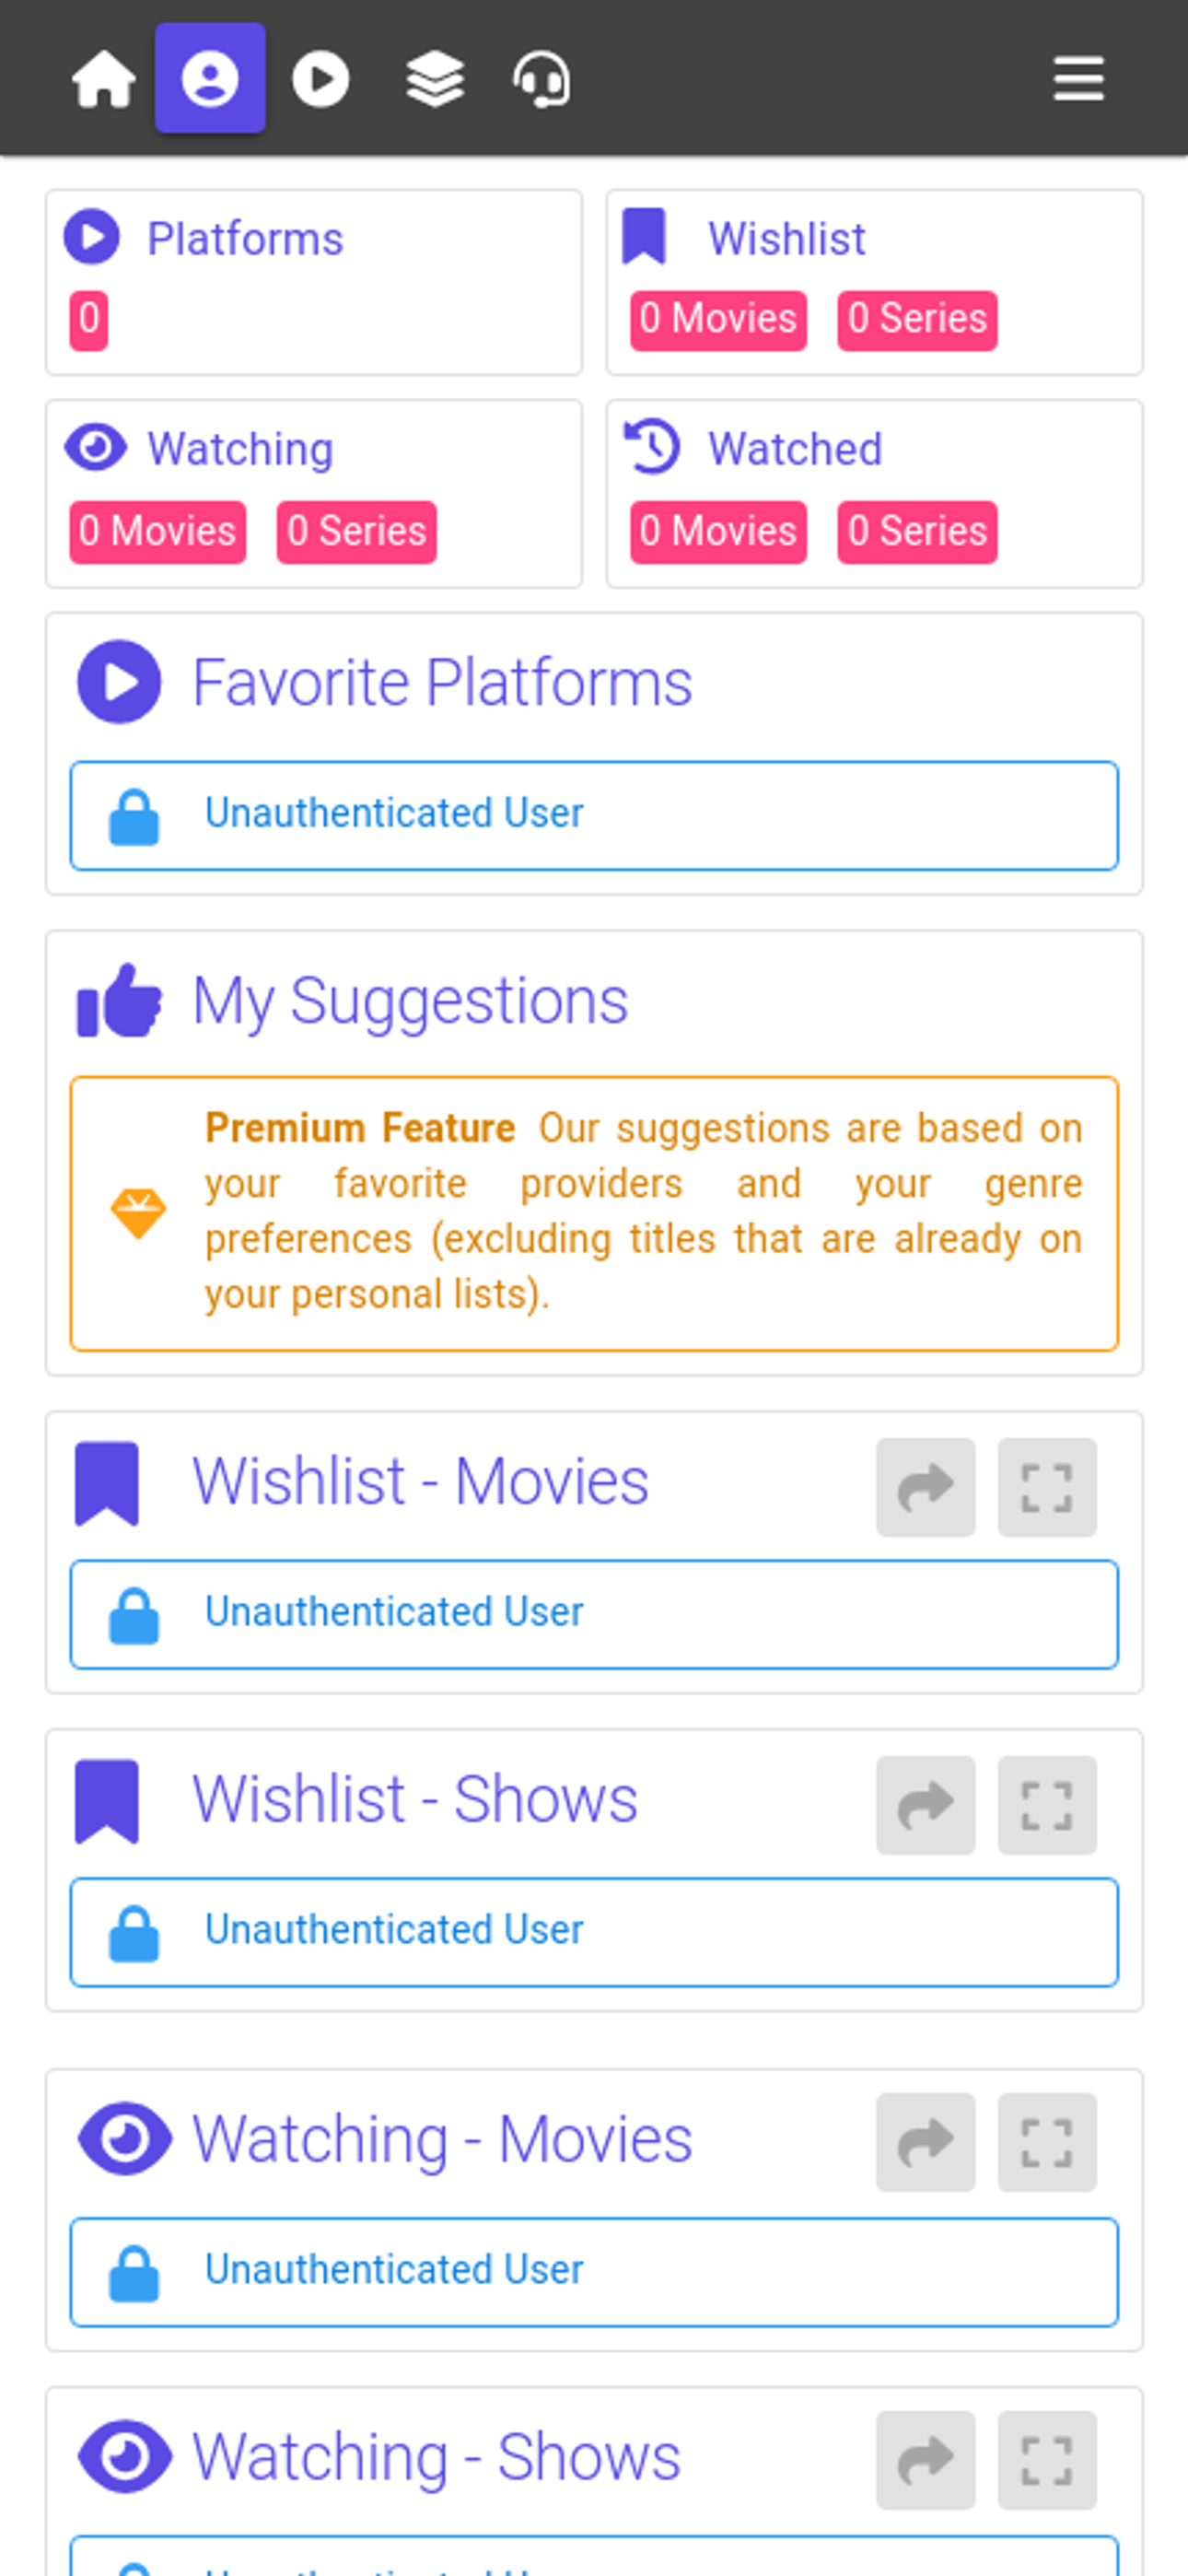 Platforms
0
Wishlist
0 Movies 0 Series
Watching
0 Movies 0 Series
Watched
0 Movies 0 Series
Favorite Platforms
Unauthenticated User
My Suggestions
Premium Feature Our suggestions are based on
your favorite providers and your genre
preferences (excluding titles that are already on
your personal lists).
Wishlist - Movies
Unauthenticated User
Wishlist - Shows
Unauthenticated User
Watching - Movies
Unauthenticated User
Watching - Shows